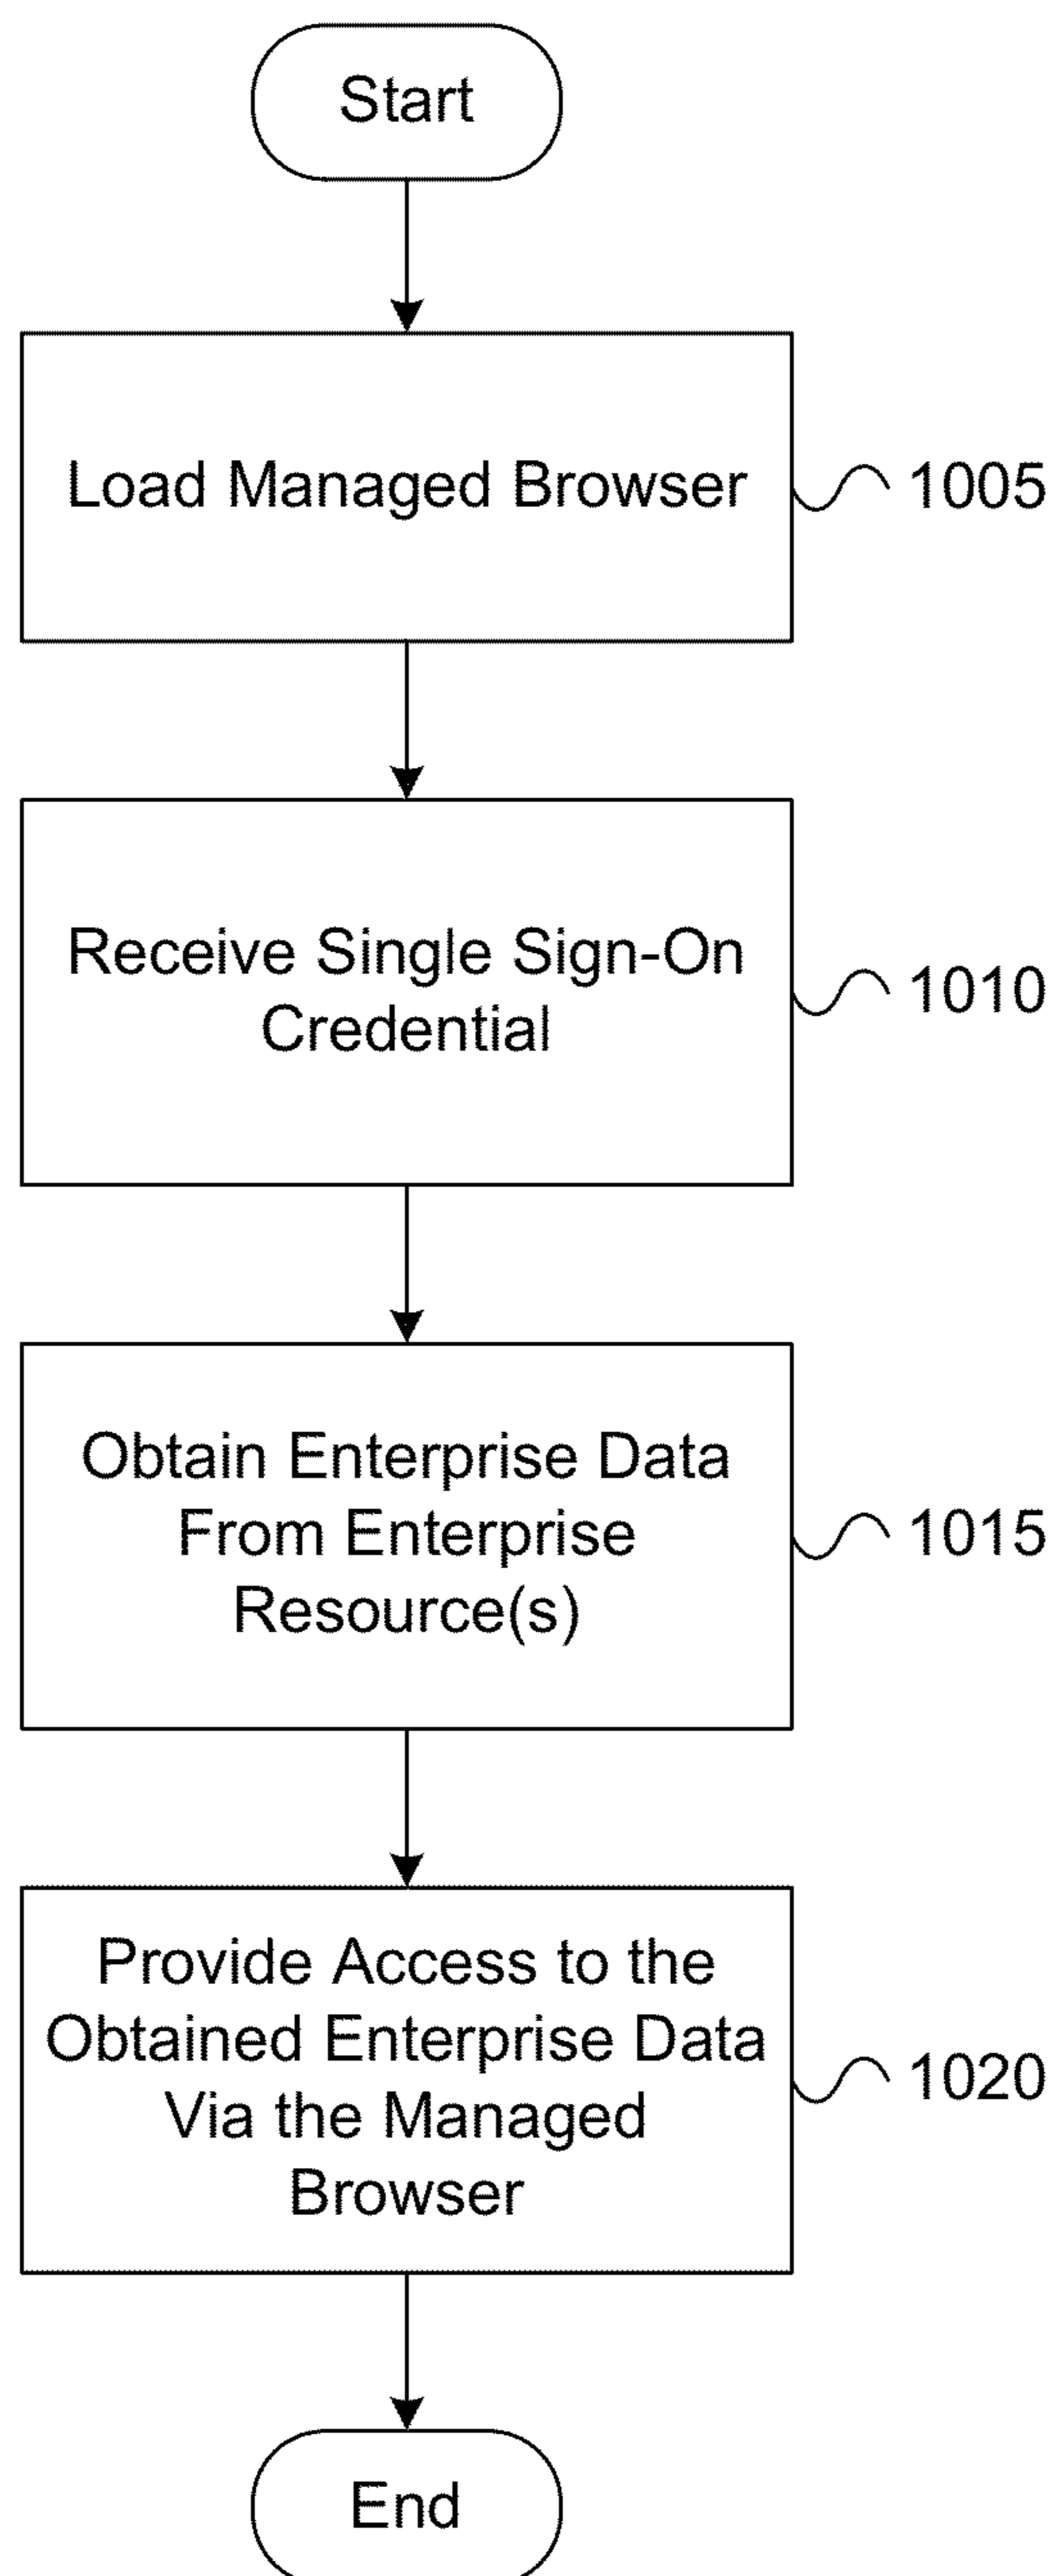 Start
Load Managed Browser
1005
Receive Single Sign-On
Credential
1010
Obtain Enterprise Data
From Enterprise
Resource(s)
1015
Provide Access to the
Obtained Enterprise Data
Via the Managed
Browser
1020
End